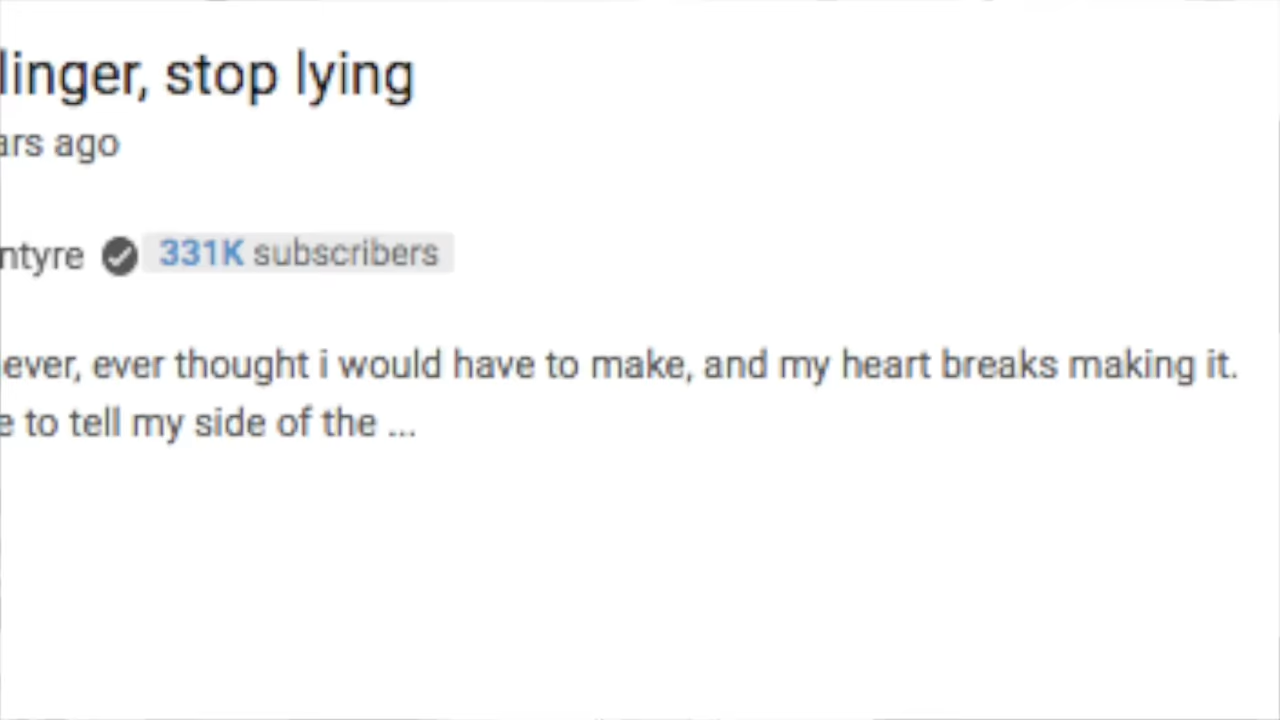 linger, stop lying
ars ago
ntyre 331K subscribers
ever, ever thought i would have to make, and my heart breaks making it.
e to tell my side of the ...